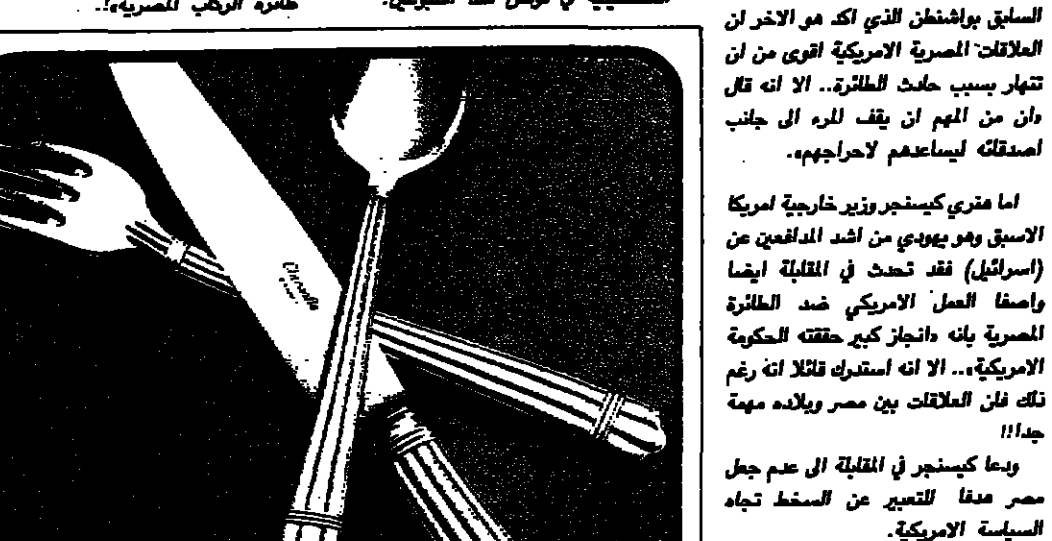 طائرة الركاب المصرية»!.
السابق بواشنطن الذي اكد هو الاخر ان
العلاقات المصرية الامريكية اقوى من ان
تنهار بسبب حادث الطائرة.. الا انه قال
«ان من المهم ان يقف المرء الى جانب
اصدقائه ليساعدهم لاحراجهم».
اما هنري كيسنجر وزير خارجية امريكا
الاسبق وهو يهودي من اشد المدافعين عن
(اسرائيل) فقد تحدث في المقابلة ايضا
واصفا العمل الامريكي ضد الطائرة
المصرية بانه «انجاز كبير حققته الحكومة
الامريكية».. الا انه استدرك قائلا انه رغم
ذلك فان العلاقات بين مصر وبلاده مهمة
جدا!!
ودعا كيسنجر في المقابلة الى عدم جعل
مصر هدفا للتعبير عن السخط تجاه
السياسة الامريكية.